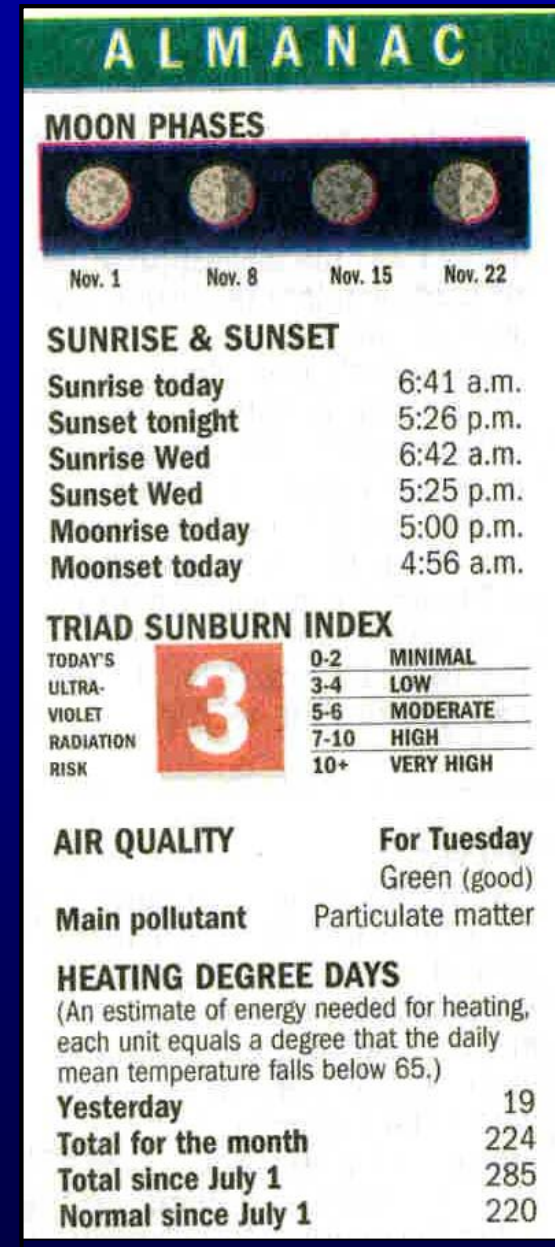 ALMANAC
MOON PHASES
Nov. 1 Nov. 8 Nov. 15 Nov. 22
SUNRISE & SUNSET
Sunrise today 6:41 a.m.
Sunset tonight 5:26 p.m.
Sunrise Wed 6:42 a.m.
Sunset Wed 5:25 p.m.
Moonrise today 5:00 p.m.
Moonset today 4:56 a.m.
TRIAD SUNBURN INDEX
TODAY'S
ULTRA-
VIOLET
RADIATION
RISK
3
0-2 MINIMAL
3-4 LOW
5-6 MODERATE
7-10 HIGH
10+ VERY HIGH
AIR QUALITY For Tuesday
Green (good)
Main pollutant Particulate matter
HEATING DEGREE DAYS
(An estimate of energy needed for heating,
each unit equals a degree that the daily
mean temperature falls below 65.)
Yesterday 19
Total for the month 224
Total since July 1 285
Normal since July 1 220